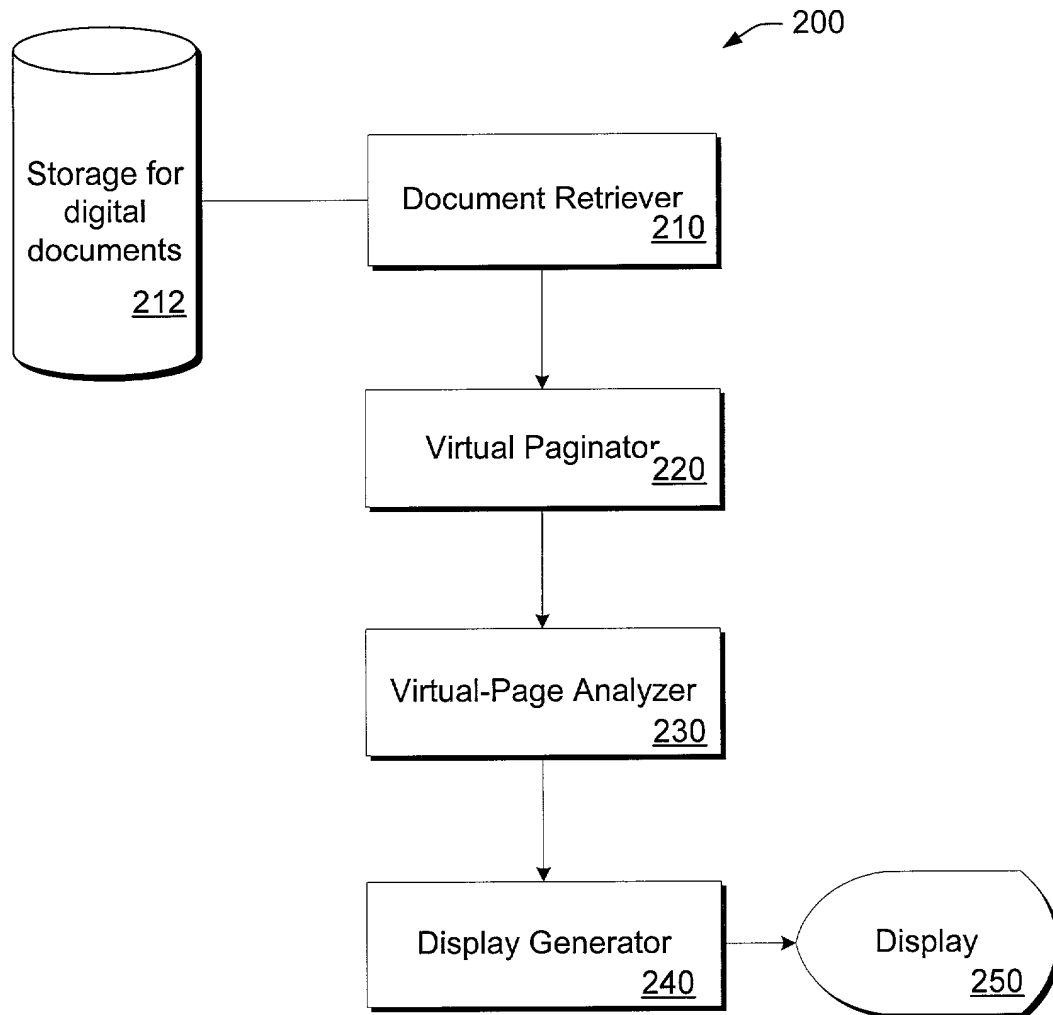 200
Storage for
digital
documents
212
Document Retriever
210
Virtual Paginator
220
Virtual-Page Analyzer
230
Display Generator
240
Display
250